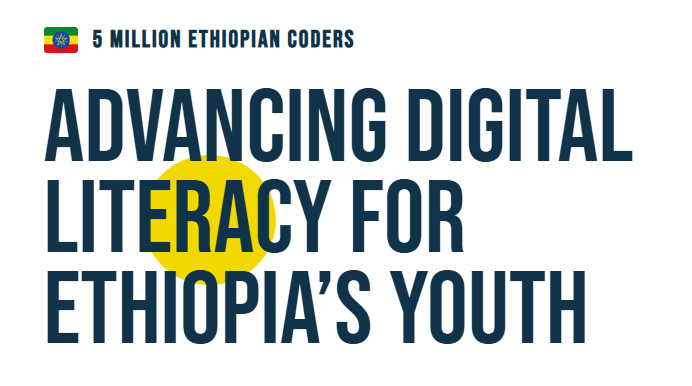 5 MILLION ETHIOPIAN CODERS
ADVANCING DIGITAL
LITERACY FOR
ETHIOPIA’S YOUTH